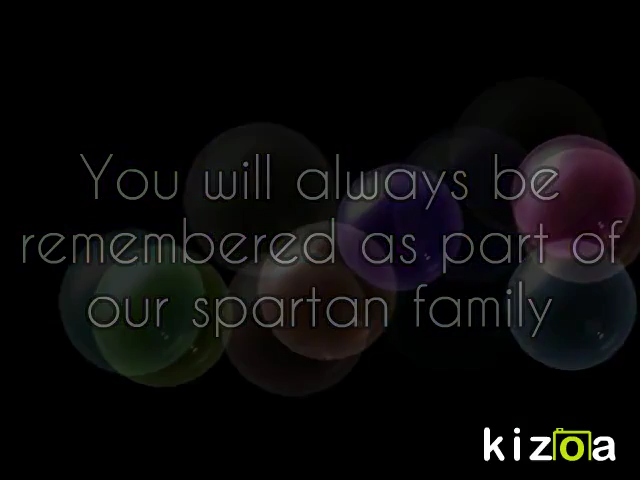 You will always be
remembered as part of
our spartan family
kizoa